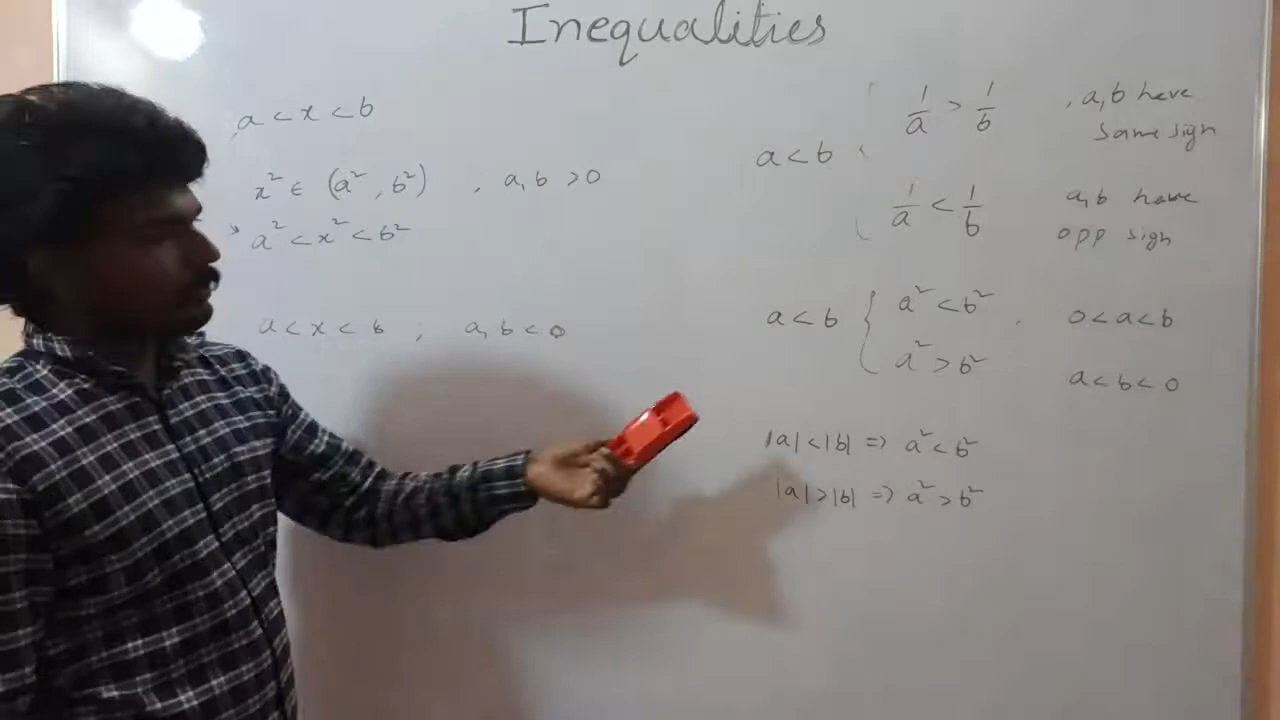 Inequalities
a < x < b
x² ∈ (a², b²) , a, b > 0
a² < x² < b²
a < x < b ; a, b < 0
a < b { 1/a > 1/b , a, b have same sign
1/a < 1/b a, b have opp sign
a < b { a² < b² , 0 < a < b
a² > b² a < b < 0
|a| < |b| => a² < b²
|a| > |b| => a² > b²